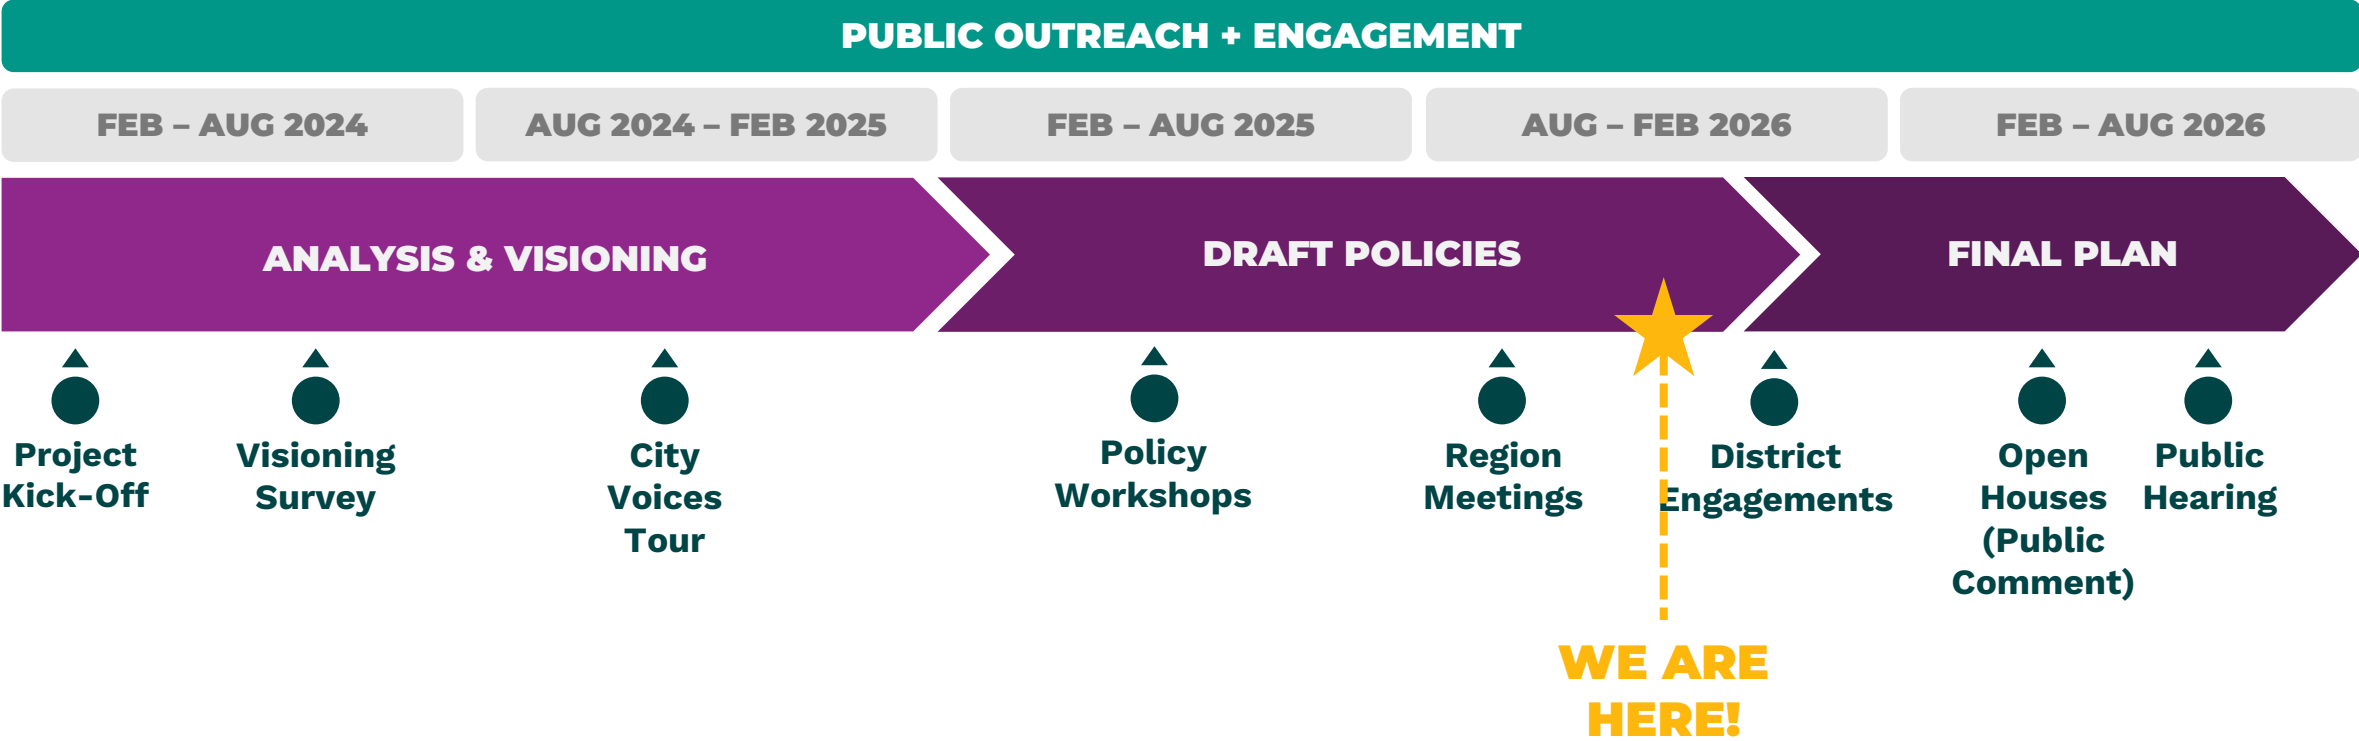 PUBLIC OUTREACH + ENGAGEMENT
FEB – AUG 2024
AUG 2024 – FEB 2025
FEB – AUG 2025
AUG – FEB 2026
FEB – AUG 2026
ANALYSIS & VISIONING
DRAFT POLICIES
FINAL PLAN
Project
Kick-Off
Visioning
Survey
City
Voices
Tour
Policy
Workshops
Region
Meetings
District
Engagements
Open
Houses
(Public
Comment)
Public
Hearing
WE ARE
HERE!